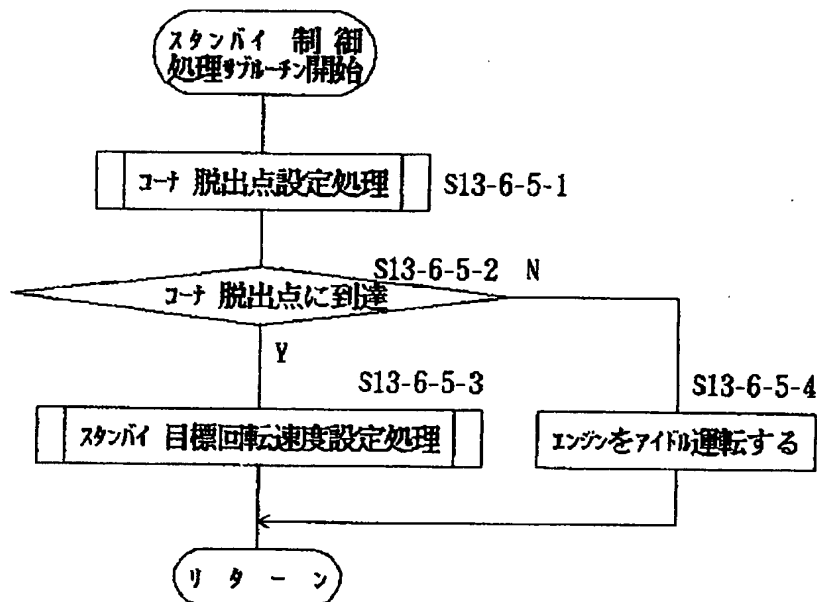 スタンバイ 制御
処理サブルーチン開始
コーナ 脱出点設定処理 S13-6-5-1
S13-6-5-2 N
コーナ 脱出点に到達
Y
S13-6-5-3
S13-6-5-4
スタンバイ 目標回転速度設定処理
エンジンをアイドル運転する
リターン